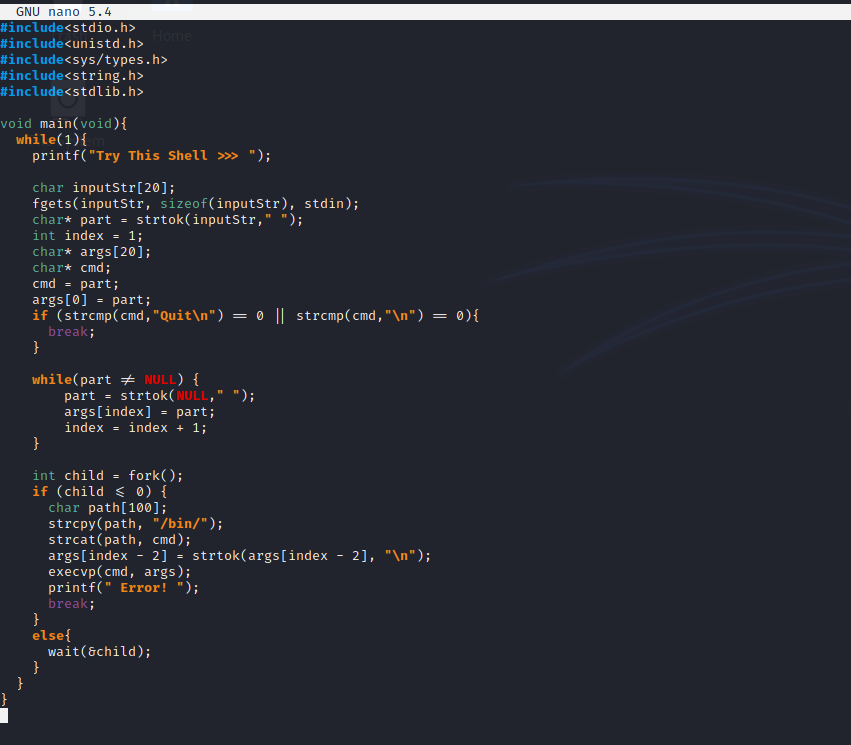 GNU nano 5.4
#include<stdio.h>
Home
#include<unistd.h>
#include<sys/types.h>
#include<string.h>
#include<stdlib.h>

void main(void){
  while(1){
    printf("Try This Shell >>> ");

    char inputStr[20];
    fgets(inputStr, sizeof(inputStr), stdin);
    char* part = strtok(inputStr," ");
    int index = 1;
    char* args[20];
    char* cmd;
    cmd = part;
    args[0] = part;
    if (strcmp(cmd,"Quit\n") == 0 || strcmp(cmd,"\n") == 0){
      break;
    }

    while(part != NULL) {
        part = strtok(NULL," ");
        args[index] = part;
        index = index + 1;
    }

    int child = fork();
    if (child <= 0) {
      char path[100];
      strcpy(path, "/bin/");
      strcat(path, cmd);
      args[index - 2] = strtok(args[index - 2], "\n");
      execvp(cmd, args);
      printf(" Error! ");
      break;
    }
    else{
      wait(&child);
    }
  }
}